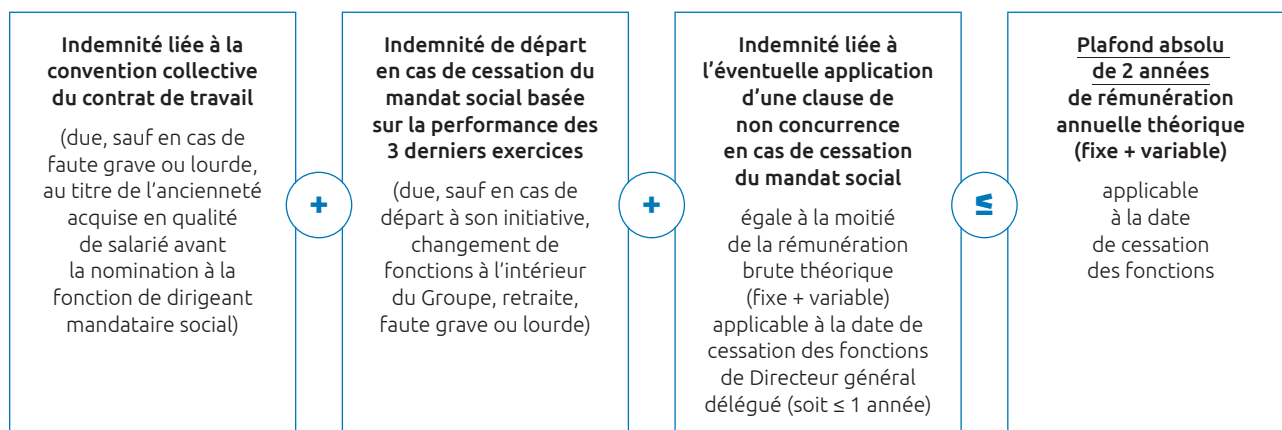 Indemnité liée à la
convention collective
du contrat de travail
(due, sauf en cas de
faute grave ou lourde,
au titre de l'ancienneté
acquise en qualité
de salarié avant
la nomination à la
fonction de dirigeant
mandataire social)
+
Indemnité de départ
en cas de cessation du
mandat social basée
sur la performance des
3 derniers exercices
(due, sauf en cas de
départ à son initiative,
changement de
fonctions à l'intérieur
du Groupe, retraite,
faute grave ou lourde)
+
Indemnité liée à
l'éventuelle application
d'une clause de
non concurrence
en cas de cessation
du mandat social
égale à la moitié
de la rémunération
brute théorique
(fixe + variable)
applicable à la date de
cessation des fonctions
de Directeur général
délégué (soit ≤ 1 année)
≤
Plafond absolu
de 2 années
de rémunération
annuelle théorique
(fixe + variable)
applicable
à la date
de cessation
des fonctions